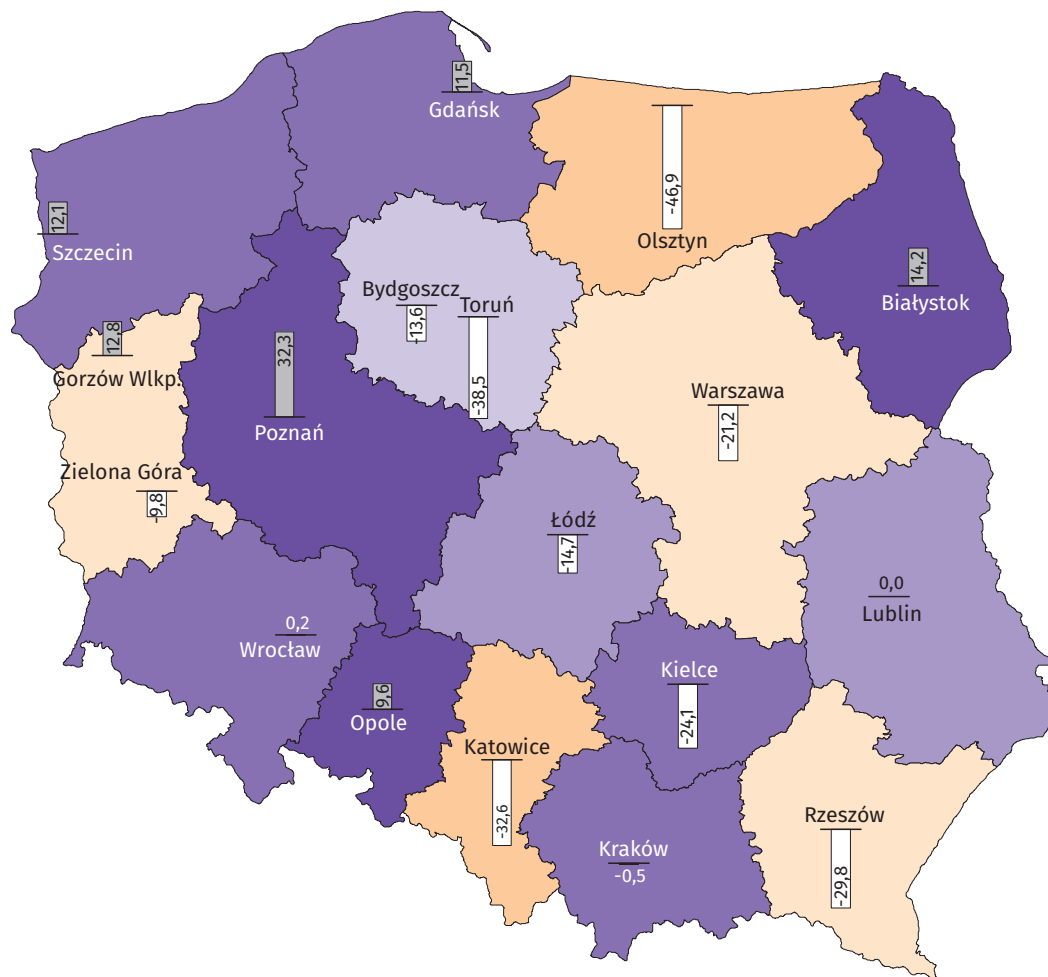 11,5
Gdańsk
-46,9
Olsztyn
12,1
Szczecin
14,2
Białystok
Bydgoszcz
-13,6
Toruń
-38,5
12,8
Gorzów Wlkp.
32,3
Poznań
Warszawa
-21,2
Zielona Góra
-9,8
Łódź
-14,7
0,0
Lublin
0,2
Wrocław
9,6
Opole
Kielce
-24,1
Katowice
-32,6
Kraków
-0,5
Rzeszów
-29,8